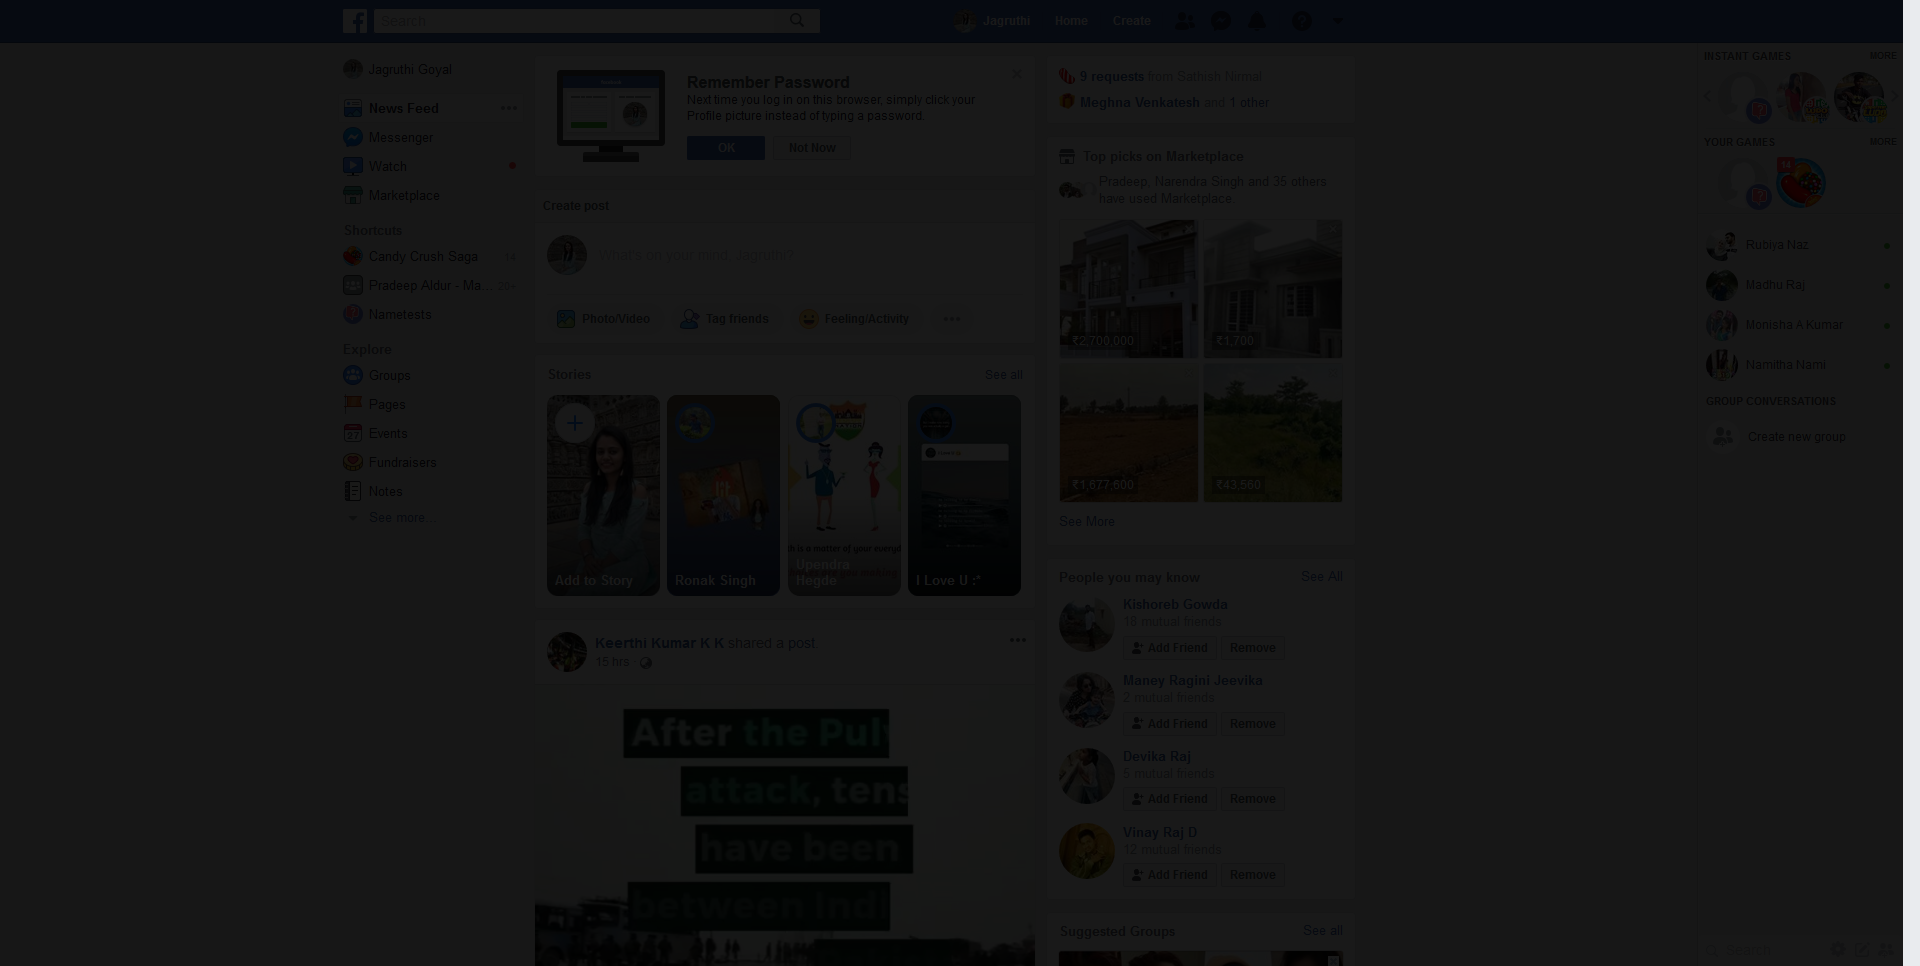 Search
Jagruthi
Home
Create
Jagruthi Goyal
News Feed
Messenger
Watch
Marketplace
Shortcuts
Candy Crush Saga
14
Pradeep Aldur - Ma...
Nametests
Explore
Groups
Pages
27
Events
Fundraisers
Notes
See more...
Remember Password
Next time you log in on this browser, simply click your
Profile picture instead of typing a password.
OK
Not Now
Create post
What's on your mind, Jagruthi?
Photo/Video
Tag friends
Feeling/Activity
Stories
See all
Add to Story
Ronak Singh
Upendra
Hegde
I Love U :*
Keerthi Kumar K K shared a post.
15 hrs
After the Pul
attack, tens
have been
between Indi
9 requests from Sathish Nirmal
Meghna Venkatesh and 1 other
Top picks on Marketplace
Pradeep, Narendra Singh and 35 others
have used Marketplace
₹2,700,000
₹1,700
₹1,677,600
₹43,560
See More
People you may know
See All
Kishoreb Gowda
18 mutual friends
Add Friend
Remove
Maney Ragini Jeevika
2 mutual friends
Add Friend
Remove
Devika Raj
5 mutual friends
Add Friend
Remove
Vinay Raj D
12 mutual friends
Add Friend
Remove
Suggested Groups
See all
INSTANT GAMES
MORE
YOUR GAMES
MORE
14
Rubiya Naz
Madhu Raj
Monisha A Kumar
Namitha Nami
GROUP CONVERSATIONS
Create new group
Search